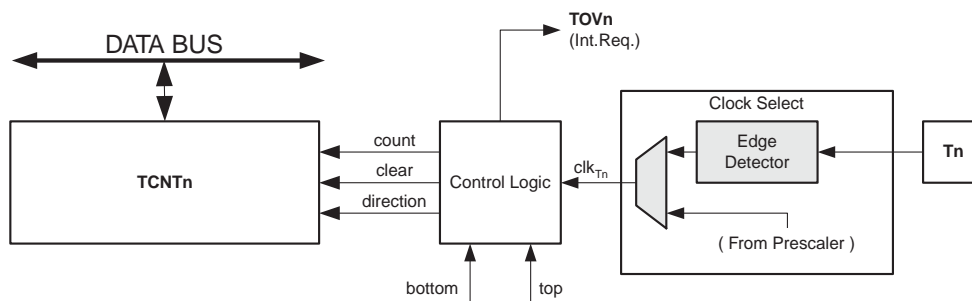 TOVn
(Int.Req.)
DATA BUS
Clock Select
count
Edge
Detector
Tn
TCNTn
clear
Control Logic
clkTn
direction
( From Prescaler )
bottom
top